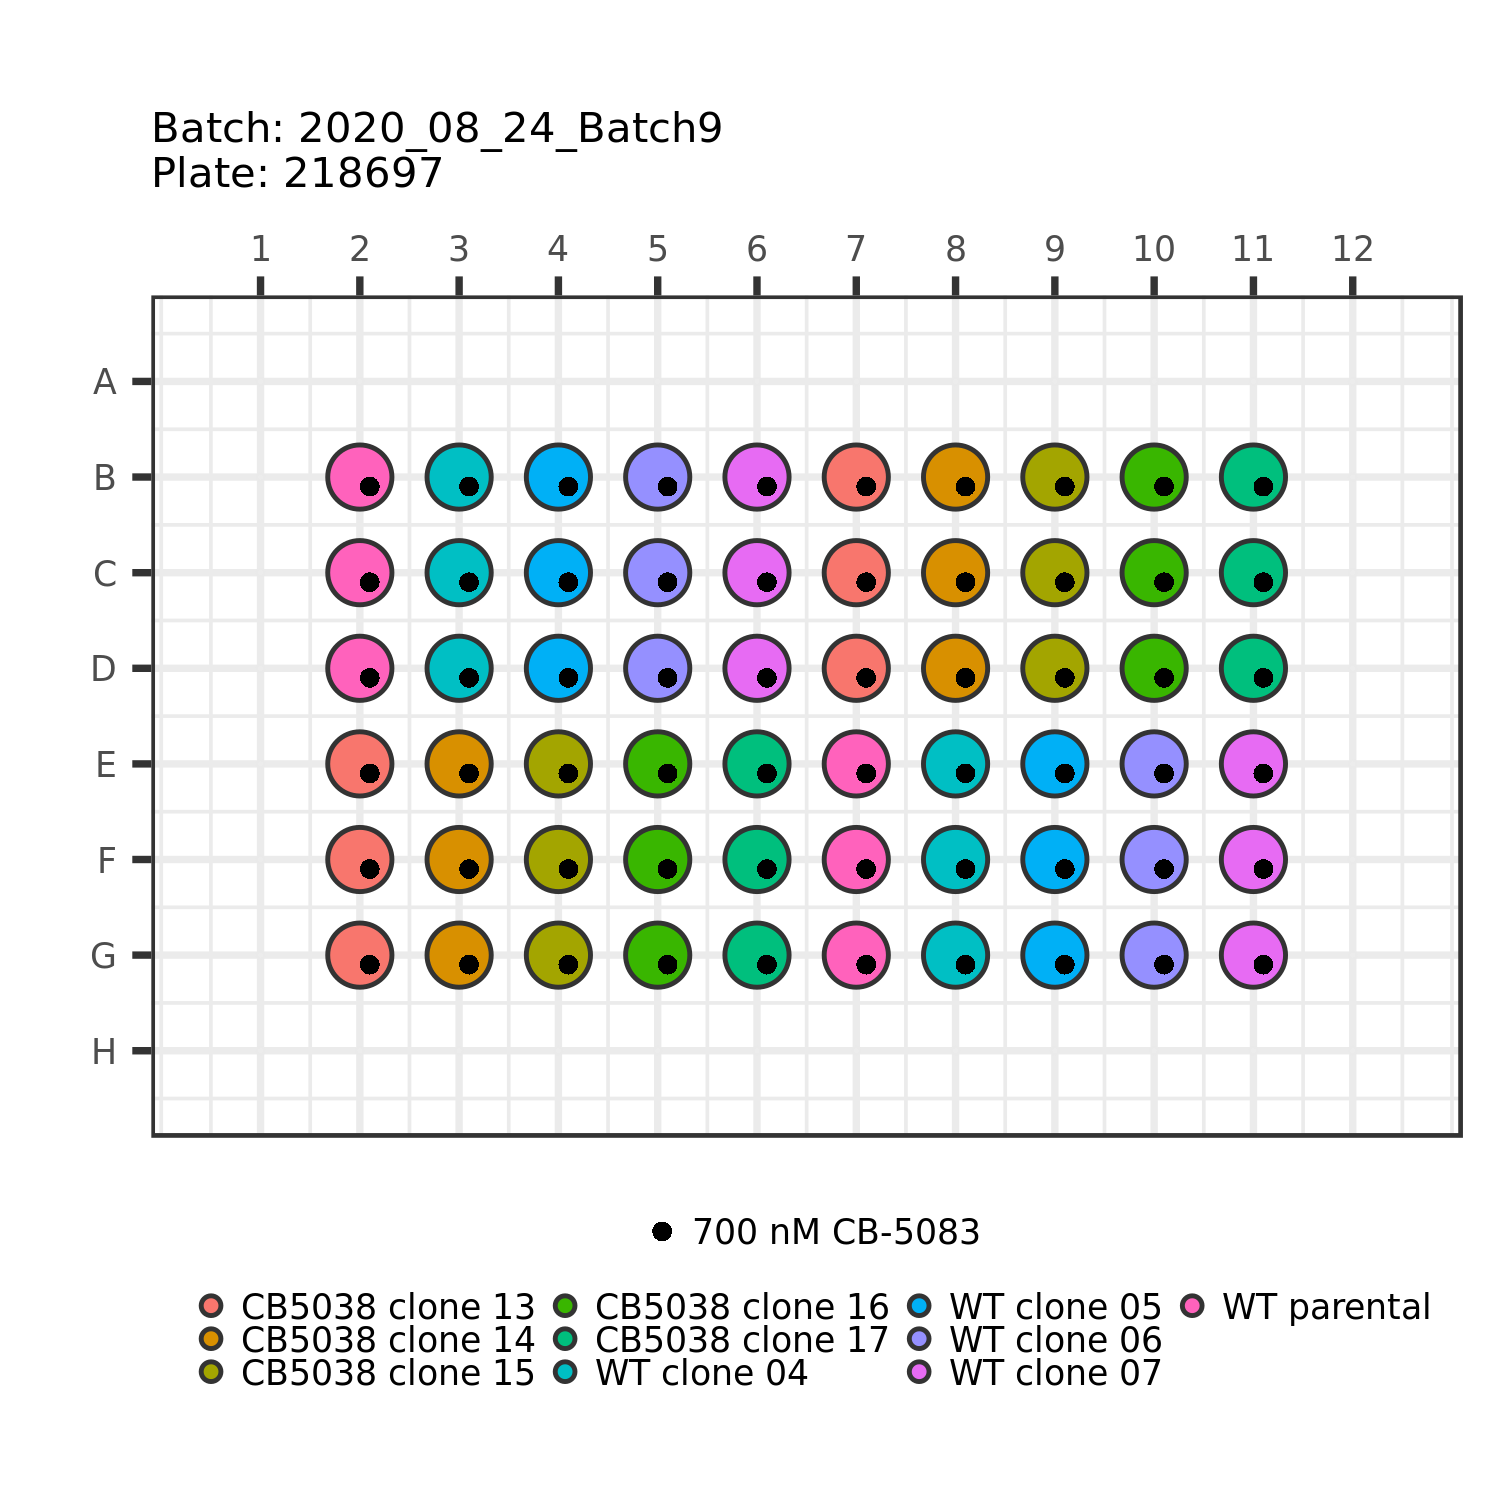 Batch: 2020_08_24_Batch9
Plate: 218697
1 2 3 4 5 6 7 8 9 10 11 12
A
B
C
D
E
F
G
H
700 nM CB-5083
CB5038 clone 13 CB5038 clone 16 WT clone 05 WT parental
CB5038 clone 14 CB5038 clone 17 WT clone 06
CB5038 clone 15 WT clone 04 WT clone 07